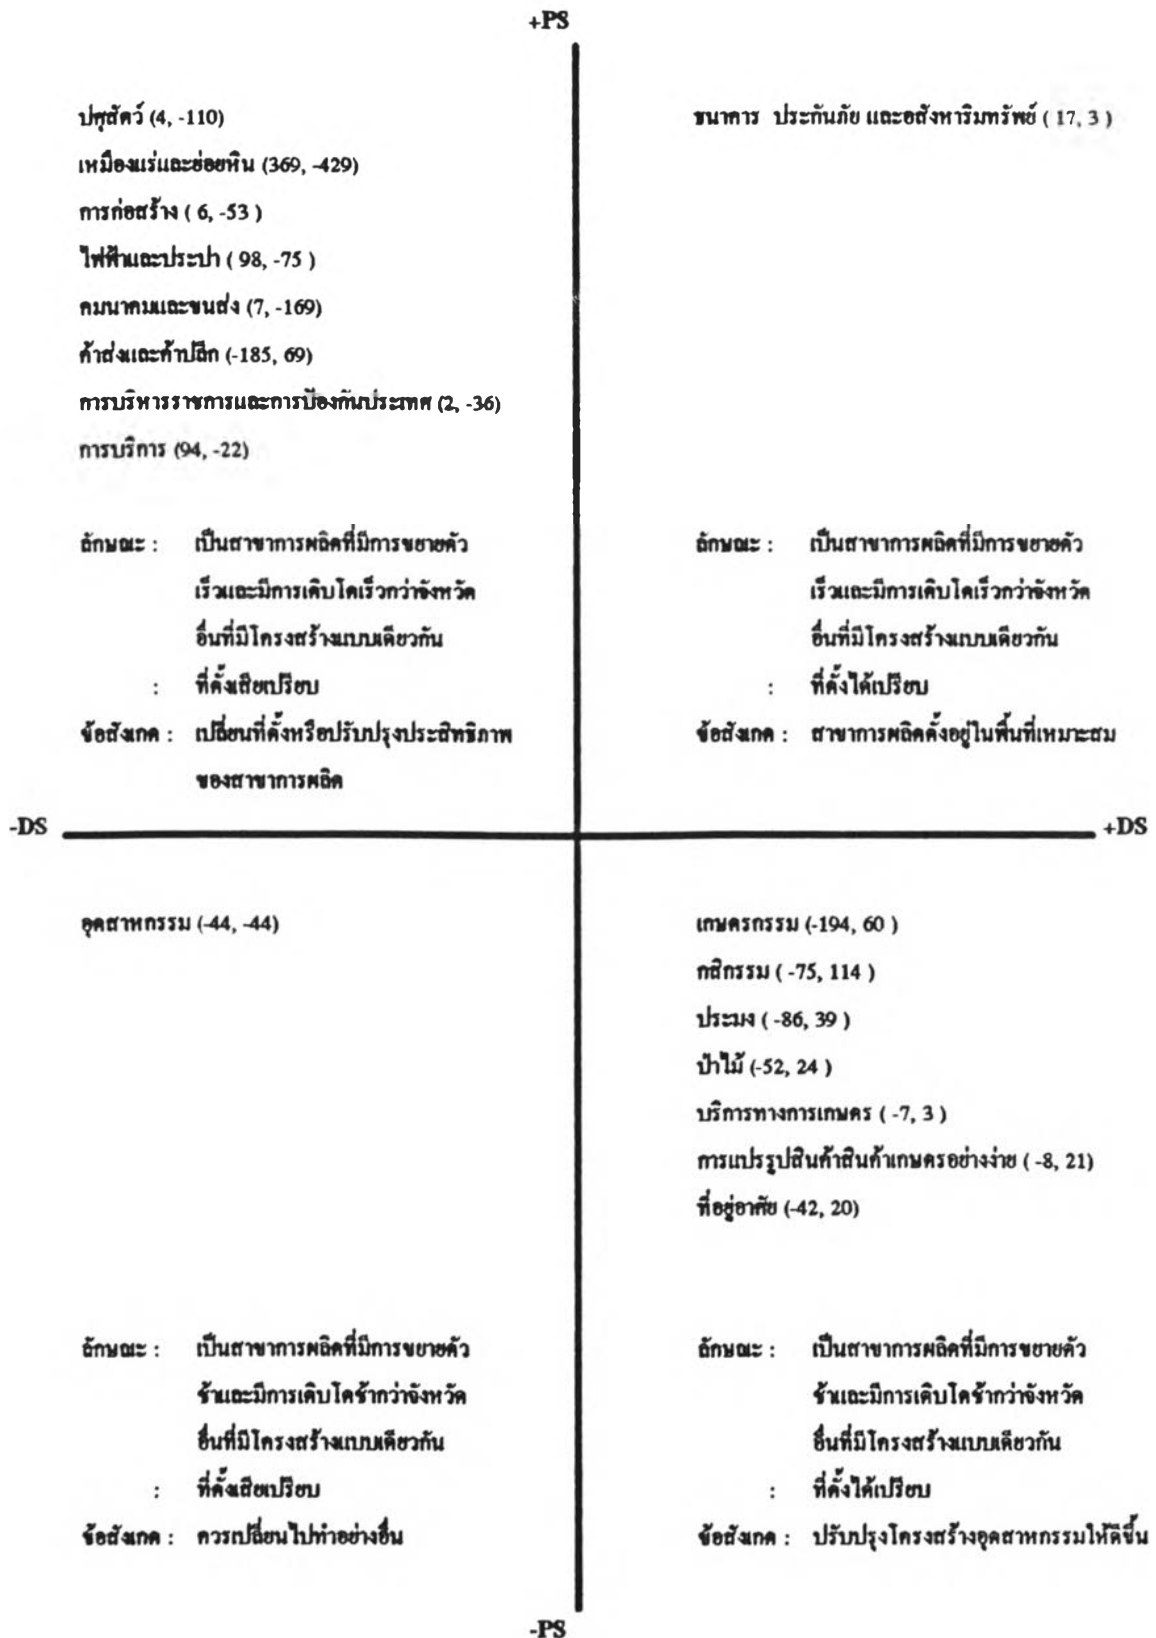 +PS
ปศุสัตว์ (4, -110)
เหมืองแร่และย่อยหิน (369, -429)
การก่อสร้าง ( 6, -53 )
ไฟฟ้าและประปา ( 98, -75 )
คมนาคมและขนส่ง (7, -169)
ค้าส่งและค้าปลีก (-185, 69)
การบริหารราชการและการป้องกันประเทศ (2, -36)
การบริการ (94, -22)
ลักษณะ : เป็นสาขาการผลิตที่มีการขยายตัว
เร็วและมีการเติบโตเร็วกว่าจังหวัด
อื่นที่มีโครงสร้างแบบเดียวกัน
: ที่ตั้งเสียเปรียบ
ข้อสังเกต : เปลี่ยนที่ตั้งหรือปรับปรุงประสิทธิภาพ
ของสาขาการผลิต
ธนาคาร ประกันภัย และอสังหาริมทรัพย์ ( 17, 3 )
ลักษณะ : เป็นสาขาการผลิตที่มีการขยายตัว
เร็วและมีการเติบโตเร็วกว่าจังหวัด
อื่นที่มีโครงสร้างแบบเดียวกัน
: ที่ตั้งได้เปรียบ
ข้อสังเกต : สาขาการผลิตตั้งอยู่ในพื้นที่เหมาะสม
-DS
+DS
อุตสาหกรรม (-44, -44)
ลักษณะ : เป็นสาขาการผลิตที่มีการขยายตัว
ช้าและมีการเติบโตช้ากว่าจังหวัด
อื่นที่มีโครงสร้างแบบเดียวกัน
: ที่ตั้งเสียเปรียบ
ข้อสังเกต : ควรเปลี่ยนไปทำอย่างอื่น
เกษตรกรรม (-194, 60 )
กสิกรรม ( -75, 114 )
ประมง ( -86, 39 )
ป่าไม้ (-52, 24 )
บริการทางการเกษตร ( -7, 3 )
การแปรรูปสินค้าสินค้าเกษตรอย่างง่าย ( -8, 21)
ที่อยู่อาศัย (-42, 20)
ลักษณะ : เป็นสาขาการผลิตที่มีการขยายตัว
ช้าและมีการเติบโตช้ากว่าจังหวัด
อื่นที่มีโครงสร้างแบบเดียวกัน
: ที่ตั้งได้เปรียบ
ข้อสังเกต : ปรับปรุงโครงสร้างอุตสาหกรรมให้ดีขึ้น
-PS